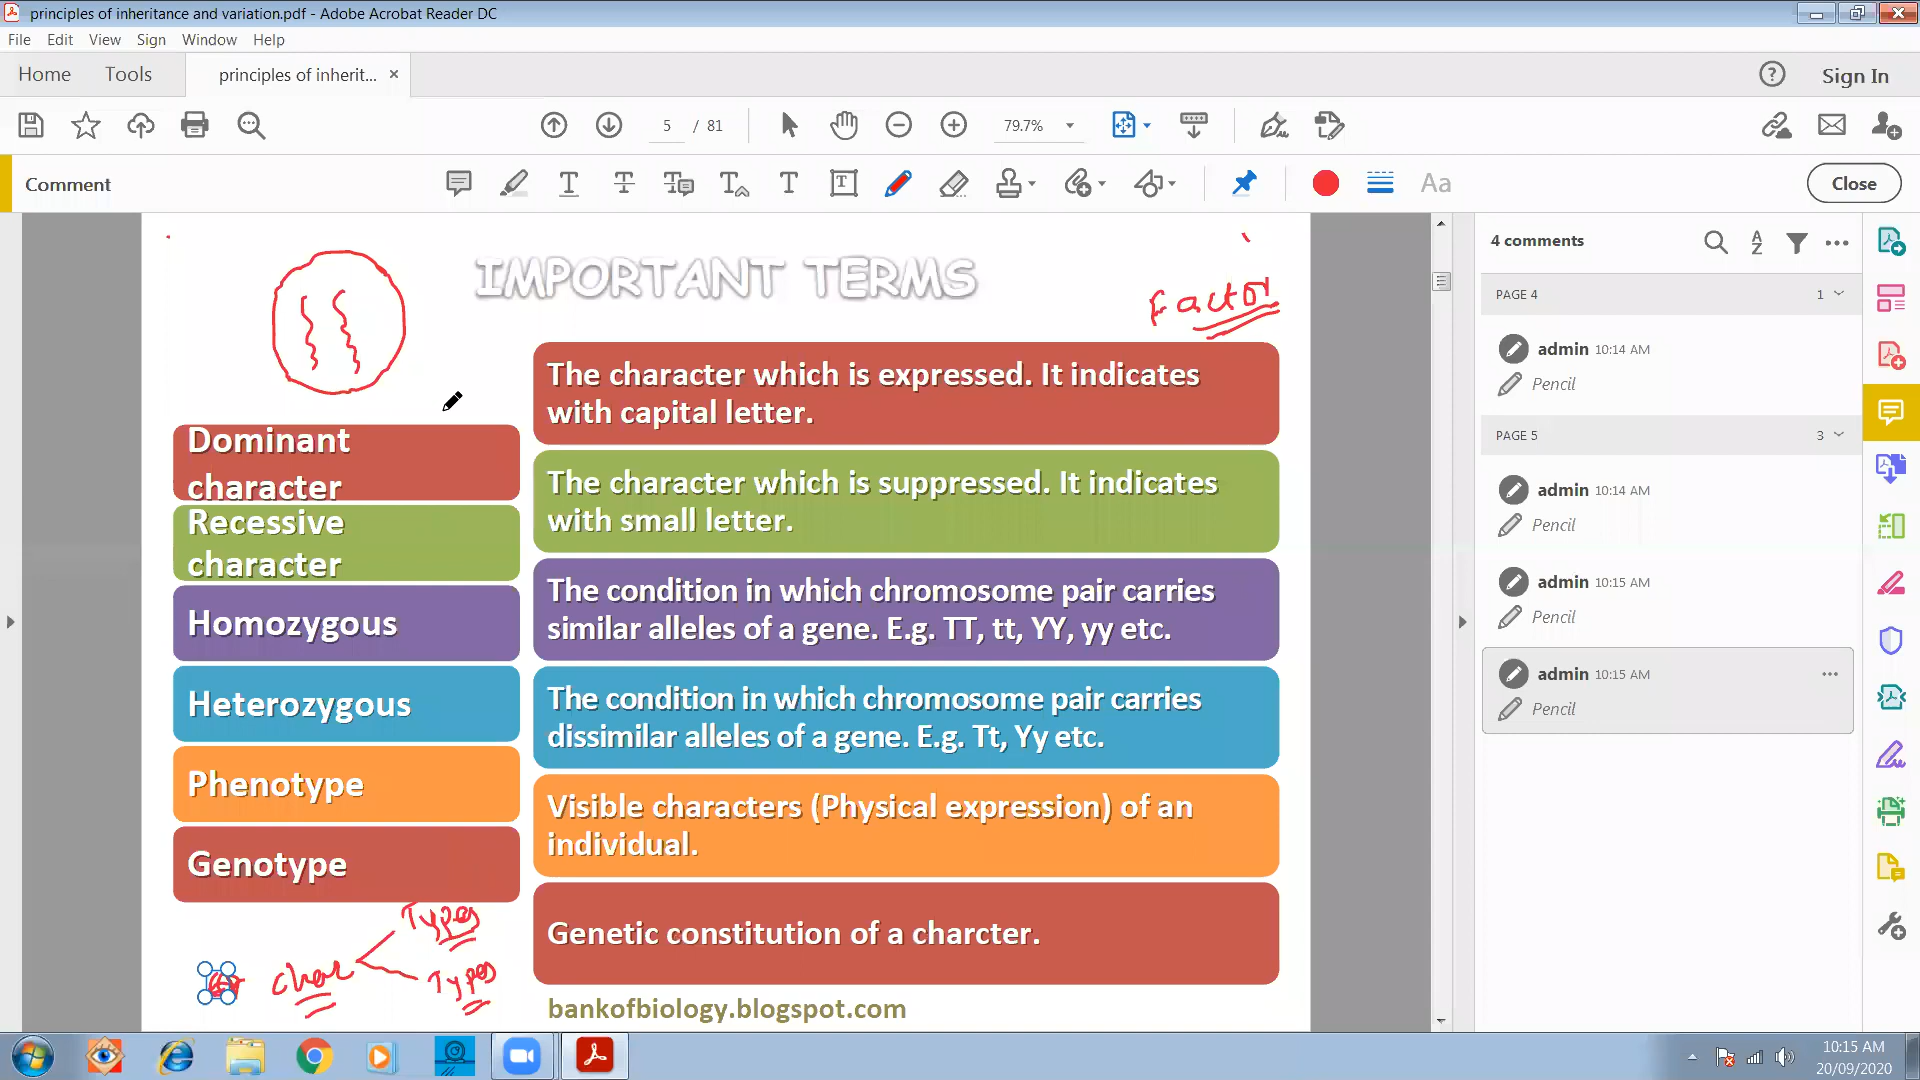 principles of inheritance and variation.pdf - Adobe Acrobat Reader DC
File Edit View Sign Window Help
Home Tools principles of inherit... × Sign In
5 / 81 79.7%
Comment Close
IMPORTANT TERMS
Factor
Dominant character
The character which is expressed. It indicates
with capital letter.
Recessive character
The character which is suppressed. It indicates
with small letter.
Homozygous
The condition in which chromosome pair carries
similar alleles of a gene. E.g. TT, tt, YY, yy etc.
Heterozygous
The condition in which chromosome pair carries
dissimilar alleles of a gene. E.g. Tt, Yy etc.
Phenotype
Visible characters (Physical expression) of an
individual.
Genotype
Genetic constitution of a charcter.
Types
char
Types
bankofbiology.blogspot.com
4 comments
PAGE 4 1
admin 10:14 AM
Pencil
PAGE 5 3
admin 10:14 AM
Pencil
admin 10:15 AM
Pencil
admin 10:15 AM
Pencil
10:15 AM
20/09/2020